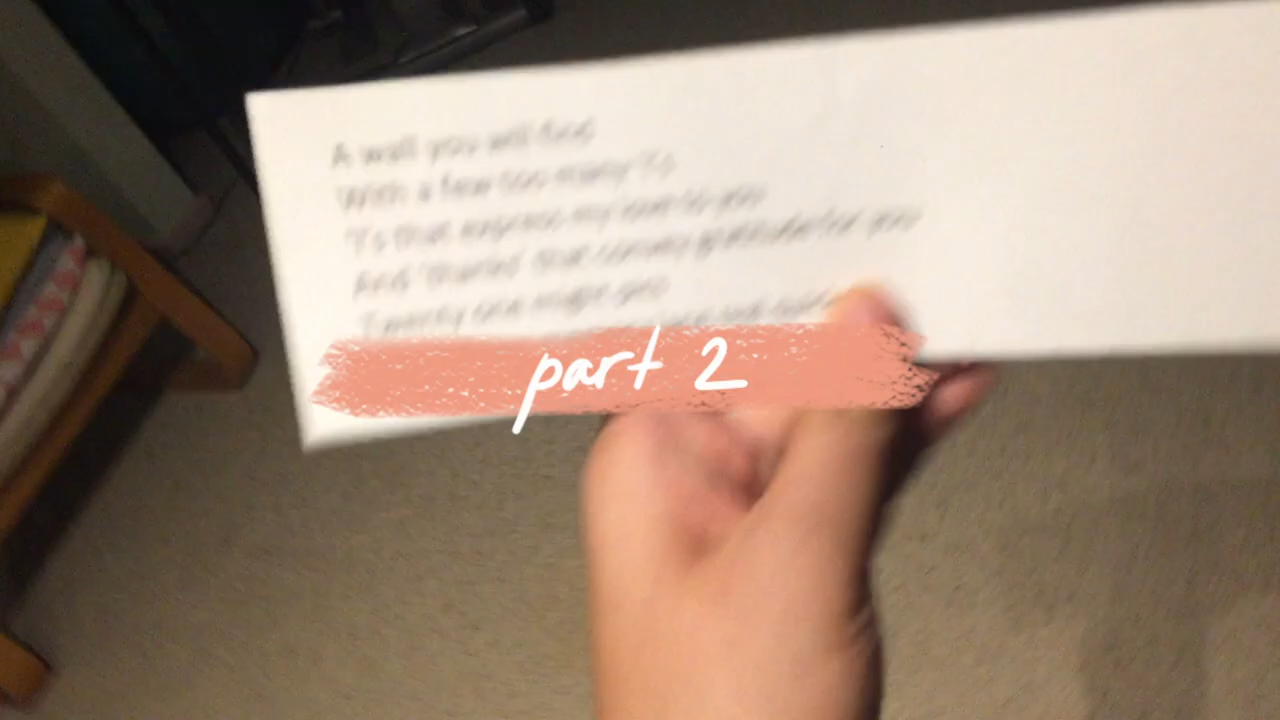 A wall you will find
With a few too many 'I's
'I's that express my love to you
And 'thanks' that convey gratitude for you
Twenty one might
part 2